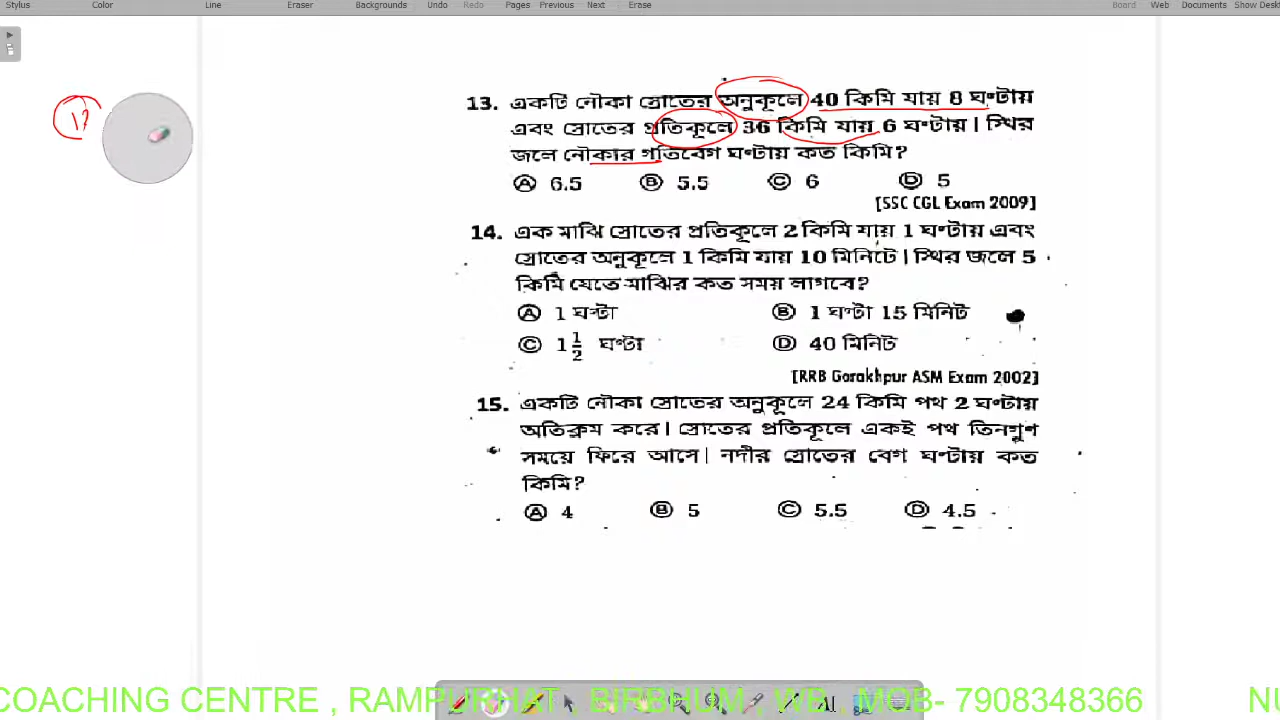 Stylus Color Line Eraser Backgrounds Undo Redo Pages Previous Next Erase Board Web Documents Show Desk
13. একটি নৌকা স্রোতের অনুকূলে 40 কিমি যায় 8 ঘণ্টায়
এবং স্রোতের প্রতিকূলে 36 কিমি যায় 6 ঘণ্টায়। স্থির
জলে নৌকার গতিবেগ ঘণ্টায় কত কিমি?
Ⓐ 6.5 Ⓑ 5.5 Ⓒ 6 Ⓓ 5
[SSC CGL Exam 2009]
14. এক মাঝি স্রোতের প্রতিকূলে 2 কিমি যায় 1 ঘণ্টায় এবং
স্রোতের অনুকূলে 1 কিমি যায় 10 মিনিটে। স্থির জলে 5
কিমি যেতে মাঝির কত সময় লাগবে?
Ⓐ 1 ঘণ্টা Ⓑ 1 ঘণ্টা 15 মিনিট
Ⓒ 1 1/2 ঘণ্টা Ⓓ 40 মিনিট
[RRB Gorakhpur ASM Exam 2002]
15. একটি নৌকা স্রোতের অনুকূলে 24 কিমি পথ 2 ঘণ্টায়
অতিক্রম করে। স্রোতের প্রতিকূলে একই পথ তিনগুণ
সময়ে ফিরে আসে। নদীর স্রোতের বেগ ঘণ্টায় কত
কিমি?
Ⓐ 4 Ⓑ 5 Ⓒ 5.5 Ⓓ 4.5
COACHING CENTRE , RAMPURHAT , BIRBHUM , WB , MOB- 7908348366 NU